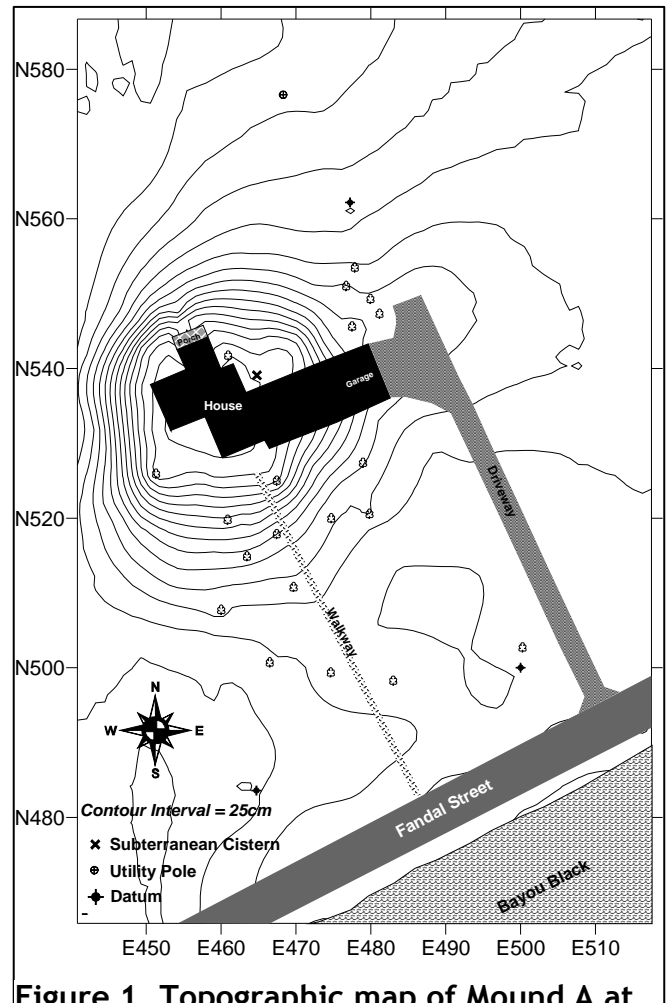 N580
N560
Porch
N540
Garage
House
Driveway
N520
Walkway
N500
N
W E
S
Contour Interval = 25cm
N480
Subterranean Cistern
Utility Pole
Datum
Fandal Street
Bayou Black
E450 E460 E470 E480 E490 E500 E510
Figure 1. Topographic map of Mound A at